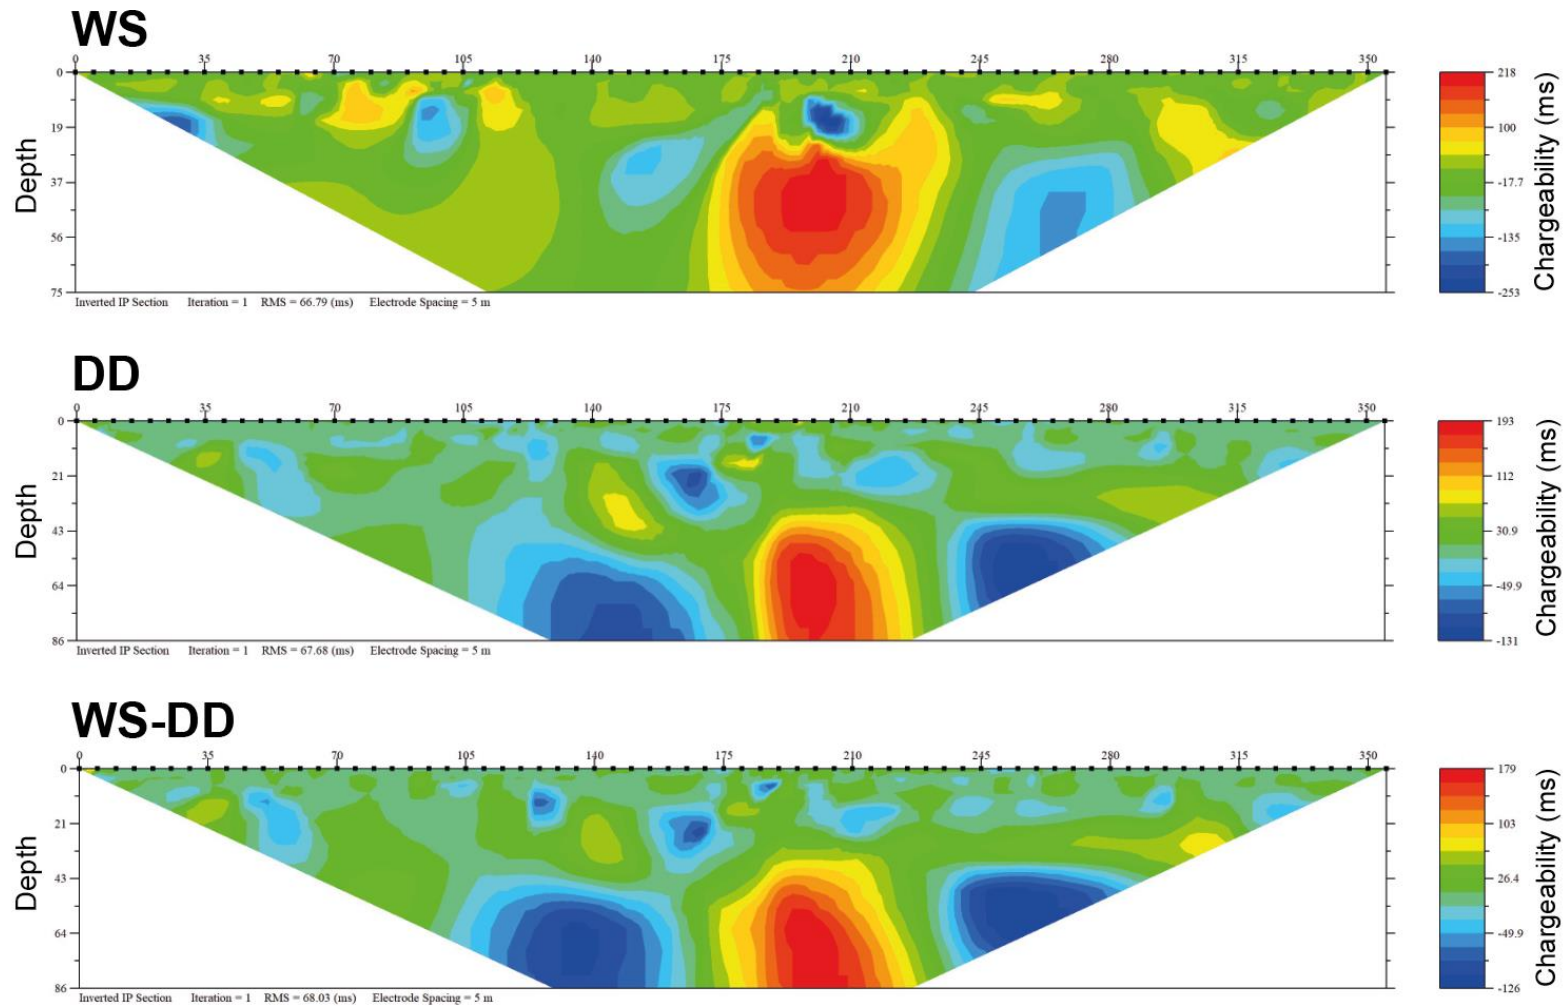 WS
0 35 70 105 140 175 210 245 280 315 350
0
19
37
56
75
Depth
218
100
-17.7
-135
-253
Chargeability (ms)
Inverted IP Section Iteration = 1 RMS = 66.79 (ms) Electrode Spacing = 5 m
DD
0 35 70 105 140 175 210 245 280 315 350
0
21
43
64
86
Depth
193
112
30.9
-49.9
-131
Chargeability (ms)
Inverted IP Section Iteration = 1 RMS = 67.68 (ms) Electrode Spacing = 5 m
WS-DD
0 35 70 105 140 175 210 245 280 315 350
0
21
43
64
86
Depth
179
103
26.4
-49.9
-126
Chargeability (ms)
Inverted IP Section Iteration = 1 RMS = 68.03 (ms) Electrode Spacing = 5 m